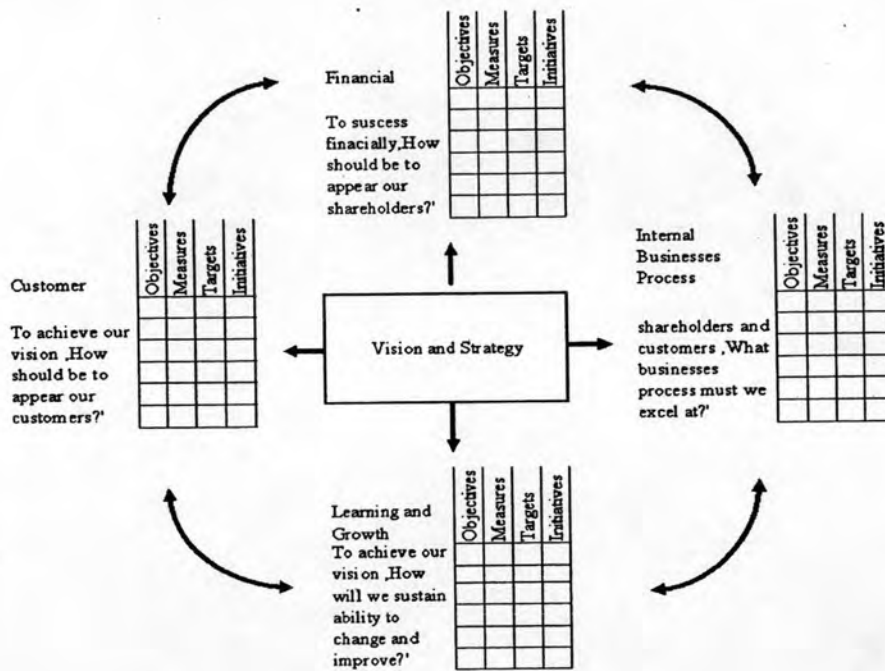 Financial
To suscess
finacially,How
should be to
appear our
shareholders?'
Objectives
Measures
Targets
Initiatives
Customer
To achieve our
vision ,How
should be to
appear our
customers?'
Objectives
Measures
Targets
Initiatives
Vision and Strategy
Internal
Businesses
Process
shareholders and
customers ,What
businesses
process must we
excel at?'
Objectives
Measures
Targets
Initiatives
Learning and
Growth
To achieve our
vision ,How
will we sustain
ability to
change and
improve?'
Objectives
Measures
Targets
Initiatives